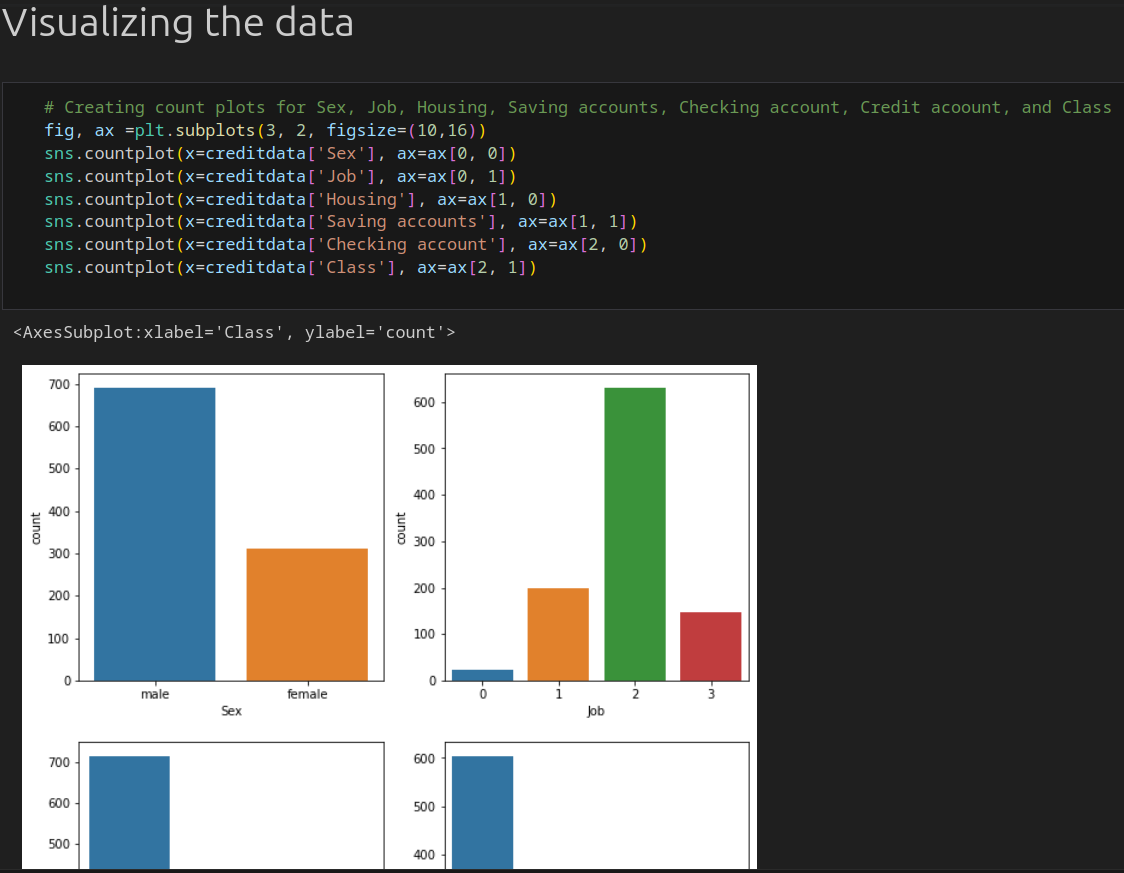 Visualizing the data
# Creating count plots for Sex, Job, Housing, Saving accounts, Checking account, Credit acoount, and Class
fig, ax =plt.subplots(3, 2, figsize=(10,16))
sns.countplot(x=creditdata['Sex'], ax=ax[0, 0])
sns.countplot(x=creditdata['Job'], ax=ax[0, 1])
sns.countplot(x=creditdata['Housing'], ax=ax[1, 0])
sns.countplot(x=creditdata['Saving accounts'], ax=ax[1, 1])
sns.countplot(x=creditdata['Checking account'], ax=ax[2, 0])
sns.countplot(x=creditdata['Class'], ax=ax[2, 1])
<AxesSubplot:xlabel='Class', ylabel='count'>
700
600
500
400
300
200
100
0
count
male female
Sex
600
500
400
300
200
100
0
count
0 1 2 3
Job
700
600
500
600
500
400